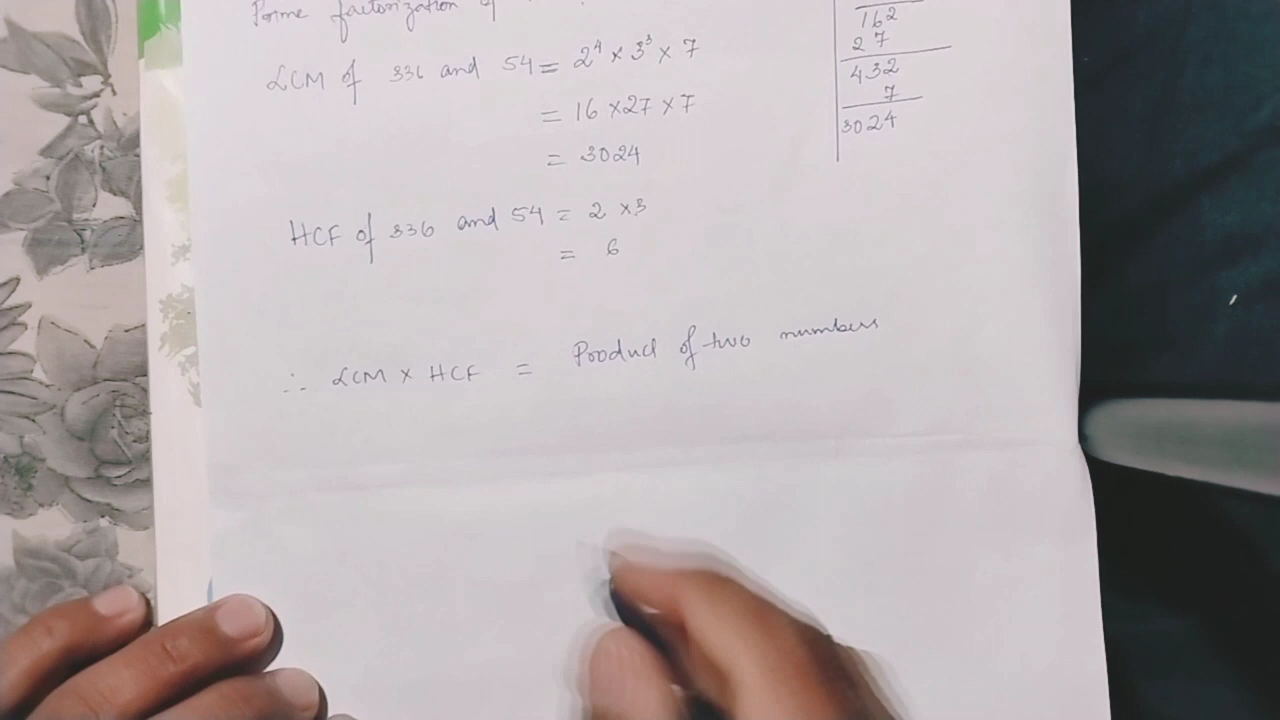 Prime factorization of
LCM of 336 and 54 = 2⁴ × 3³ × 7
= 16 × 27 × 7
= 3024
HCF of 336 and 54 = 2 × 3
= 6
∴ LCM × HCF = Product of two numbers
162
27
432
7
3024